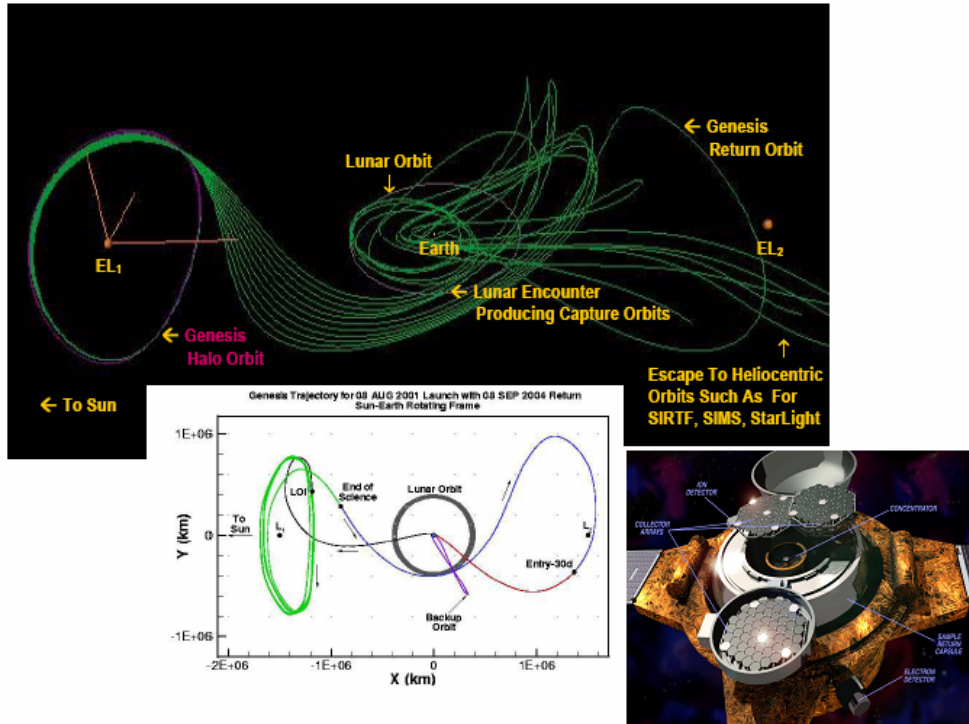 ← Genesis
Return Orbit
Lunar Orbit
↓
EL₁
Earth
EL₂
← Lunar Encounter
Producing Capture Orbits
← Genesis
Halo Orbit
↑
Escape To Heliocentric
Orbits Such As For
SIRTF, SIMS, StarLight
← To Sun
Genesis Trajectory for 08 AUG 2001 Launch with 08 SEP 2004 Return
Sun-Earth Rotating Frame
1E+06
0
-1E+06
Y (km)
LOI
End of
Science
Lunar Orbit
To
Sun
Entry-30d
Backup
Orbit
-2E+06
-1E+06
0
1E+06
X (km)
ION
DETECTOR
CONCENTRATOR
COLLECTOR
ARRAYS
SAMPLE
RETURN
CAPSULE
ELECTRON
DETECTOR